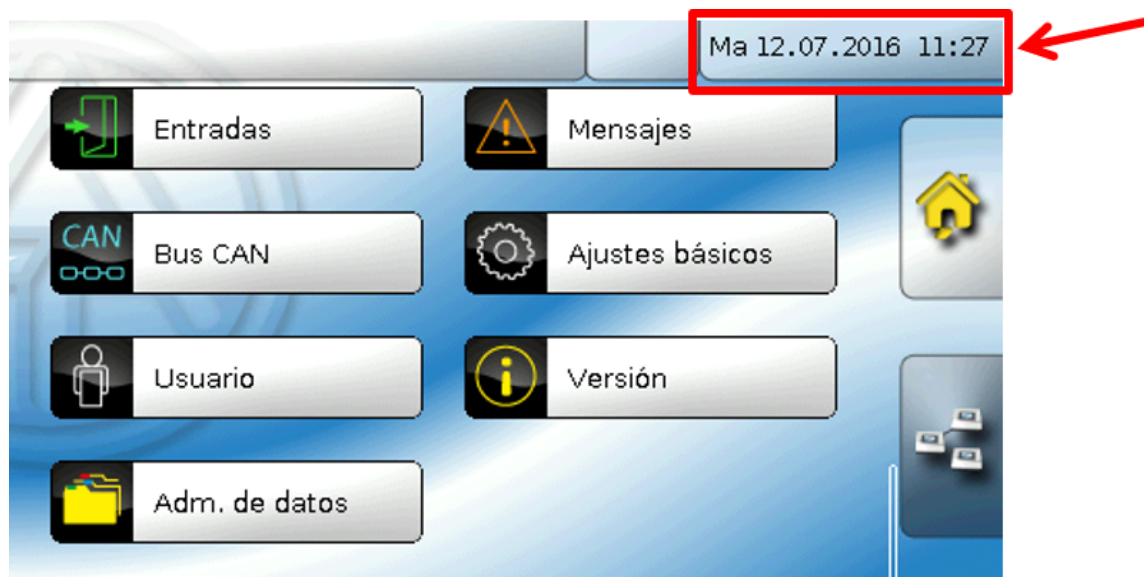 Ma 12.07.2016 11:27
Entradas
Mensajes
CAN
Bus CAN
Ajustes básicos
Usuario
Versión
Adm. de datos